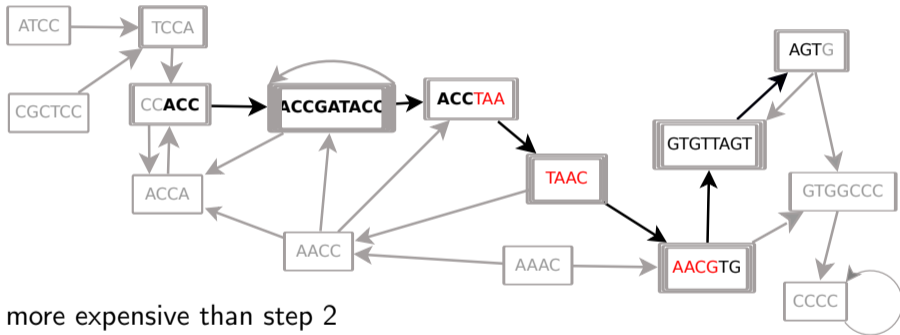 ATCC
TCCA
AGTG
CGCTCC
CCACC
ACCGATACC
ACCTAA
GTGTTAGT
ACCA
TAAC
GTGGCCC
AACC
AAAC
AACGTG
CCCC
more expensive than step 2